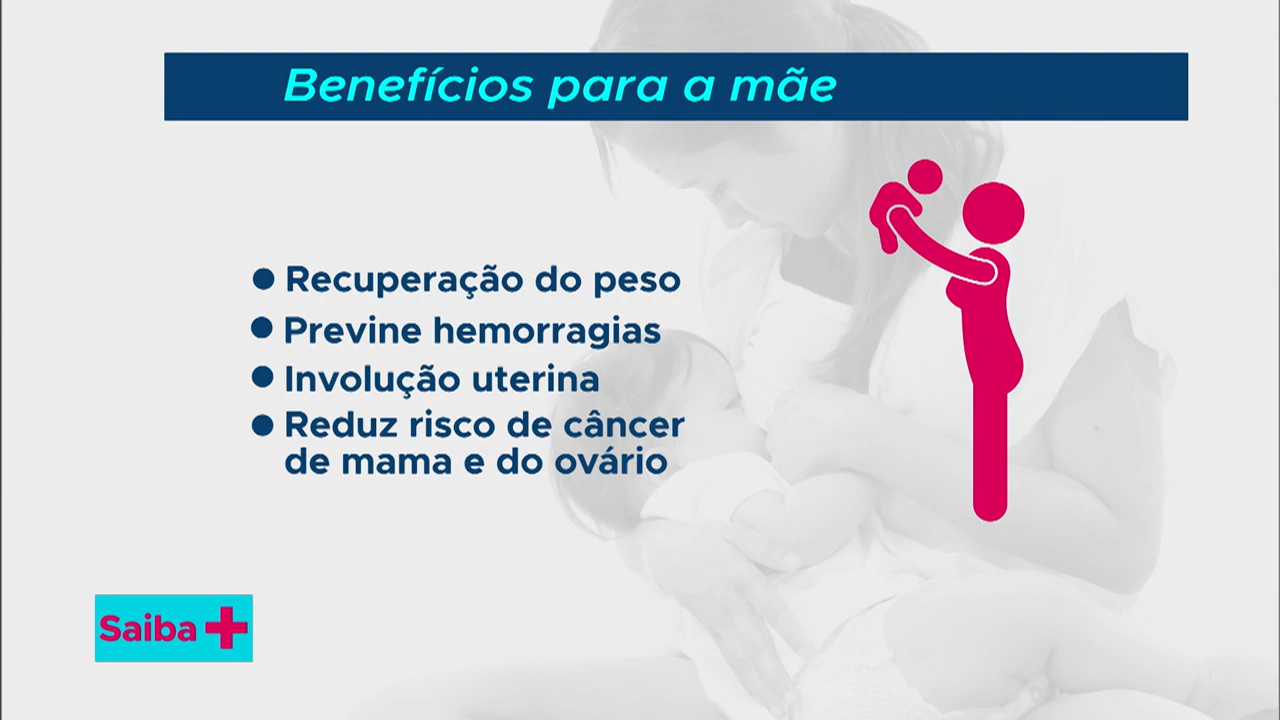 Benefícios para a mãe
● Recuperação do peso
● Previne hemorragias
● Involução uterina
● Reduz risco de câncer
de mama e do ovário
Saiba +